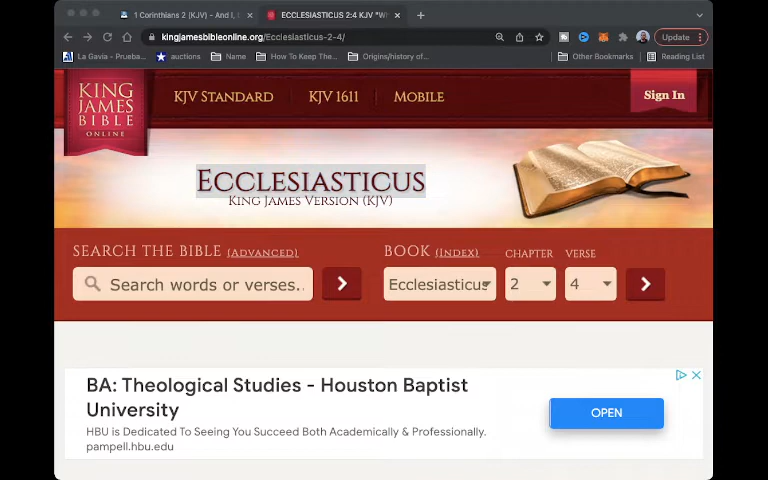 1 Corinthians 2 (KJV) - And I, 
ECCLESIASTICUS 2:4 KJV "Wh
kingjamesbibleonline.org/Ecclesiasticus-2-4/
Update
La Gavia - Prueba...
auctions
Name
How To Keep The...
Origins/history of...
Other Bookmarks
Reading List
KING
JAMES
BIBLE
ONLINE
KJV STANDARD
KJV 1611
MOBILE
Sign In
ECCLESIASTICUS
KING JAMES VERSION (KJV)
SEARCH THE BIBLE (ADVANCED)
BOOK (INDEX) CHAPTER VERSE
Search words or verses..
Ecclesiasticus
2
4
BA: Theological Studies - Houston Baptist
University
HBU is Dedicated To Seeing You Succeed Both Academically & Professionally.
pampell.hbu.edu
OPEN